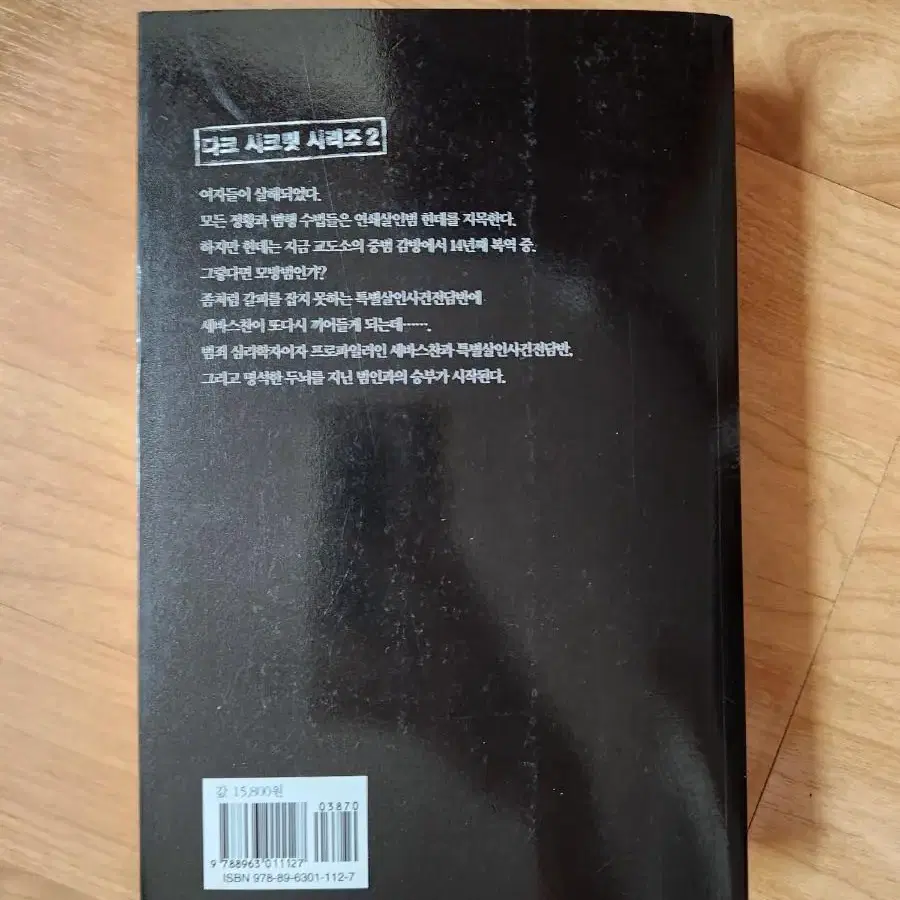 다크 시크릿 시리즈 2
여자들이 살해되었다.
모든 정황과 범행 수법들은 연쇄살인범 힌데를 지목한다.
하지만 힌데는 지금 교도소의 중범 감방에서 14년째 복역 중.
그렇다면 모방범인가?
좀처럼 갈피를 잡지 못하는 특별살인사건전담반에
세바스찬이 또다시 끼어들게 되는데…….
범죄 심리학자이자 프로파일러인 세바스찬과 특별살인사건전담반,
그리고 명석한 두뇌를 지닌 범인과의 승부가 시작된다.
값 15,800원
03870
9 788963 011127
ISBN 978-89-6301-112-7